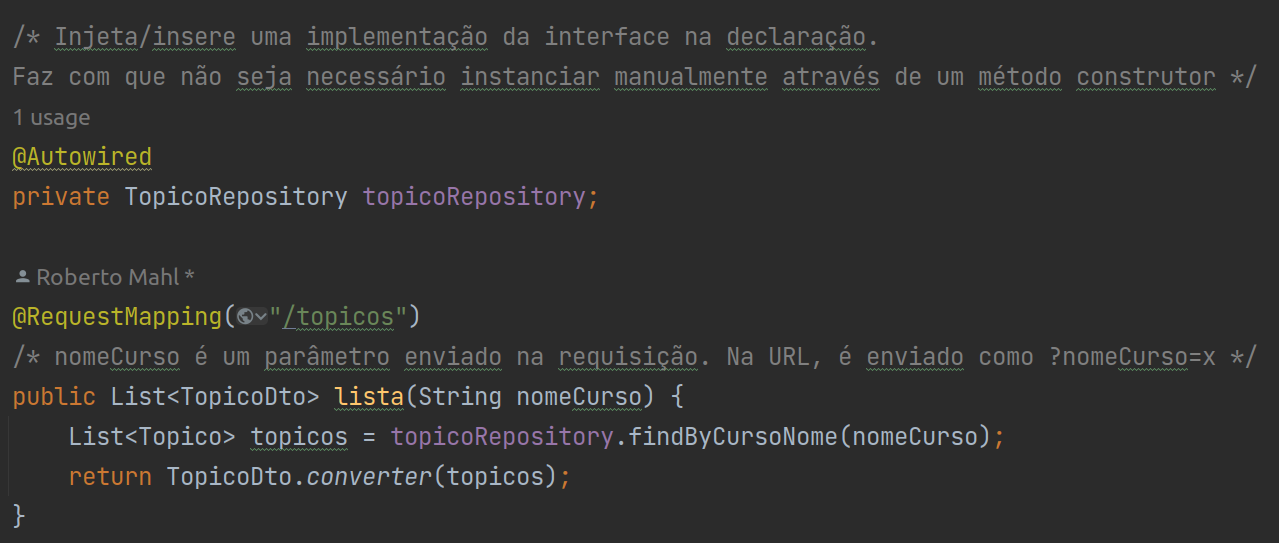 /* Injeta/insere uma implementação da interface na declaração.
Faz com que não seja necessário instanciar manualmente através de um método construtor */
1 usage
@Autowired
private TopicoRepository topicoRepository;
Roberto Mahl *
@RequestMapping("/topicos")
/* nomeCurso é um parâmetro enviado na requisição. Na URL, é enviado como ?nomeCurso=x */
public List<TopicoDto> lista(String nomeCurso) {
    List<Topico> topicos = topicoRepository.findByCursoNome(nomeCurso);
    return TopicoDto.converter(topicos);
}